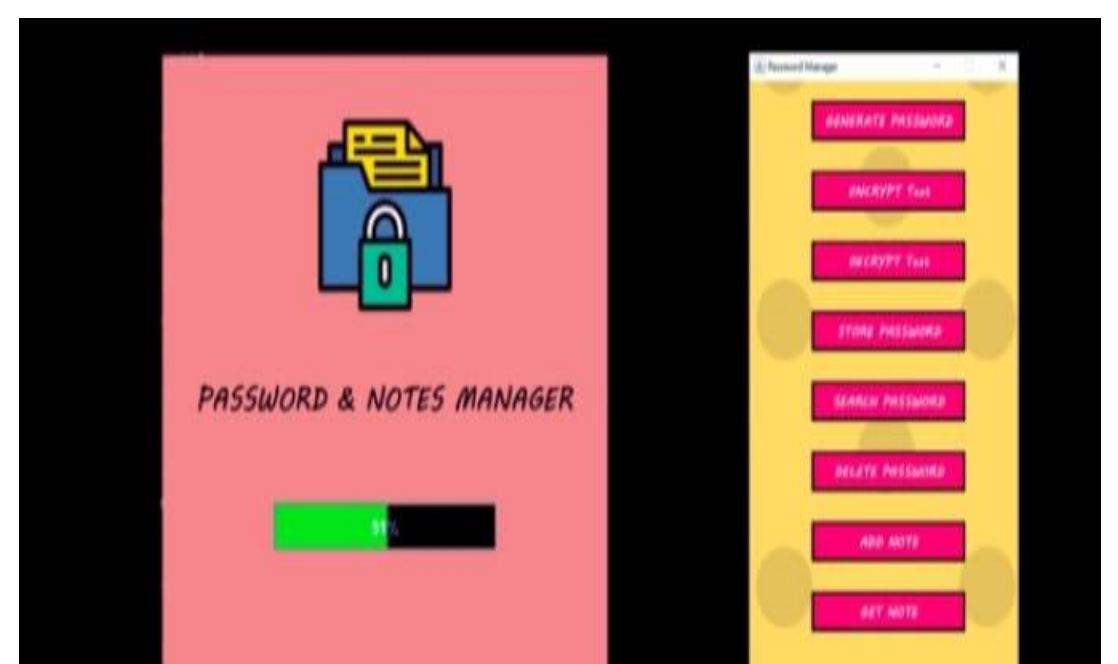 PASSWORD & NOTES MANAGER
51%
Password Manager
GENERATE PASSWORD
ENCRYPT Text
DECRYPT Text
STORE PASSWORD
SEARCH PASSWORD
DELETE PASSWORD
ADD NOTE
GET NOTE